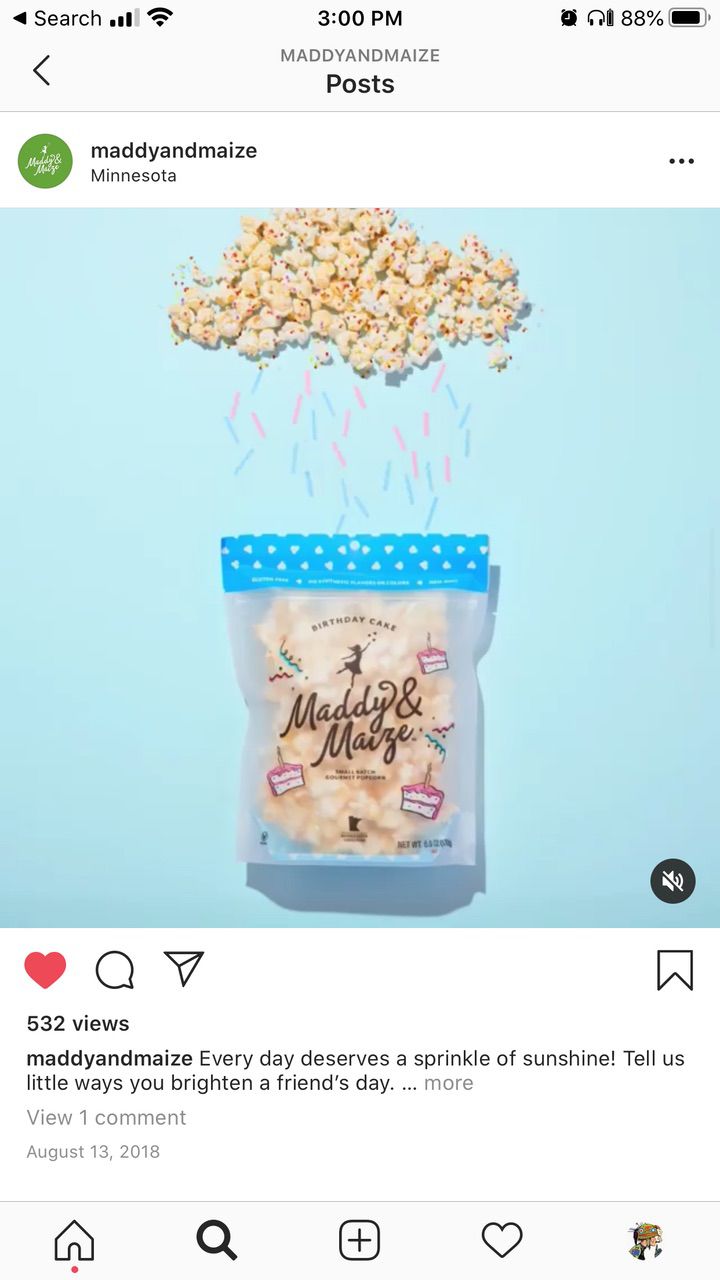 Search 3:00 PM 88%
MADDYANDMAIZE
Posts
Maddy&
Maize
maddyandmaize
Minnesota
GLUTEN FREE NO SYNTHETIC FLAVORS OR COLORS
BIRTHDAY CAKE
Maddy&
Maize
SMALL BATCH
GOURMET POPCORN
NET WT
532 views
maddyandmaize Every day deserves a sprinkle of sunshine! Tell us
little ways you brighten a friend’s day. ... more
View 1 comment
August 13, 2018